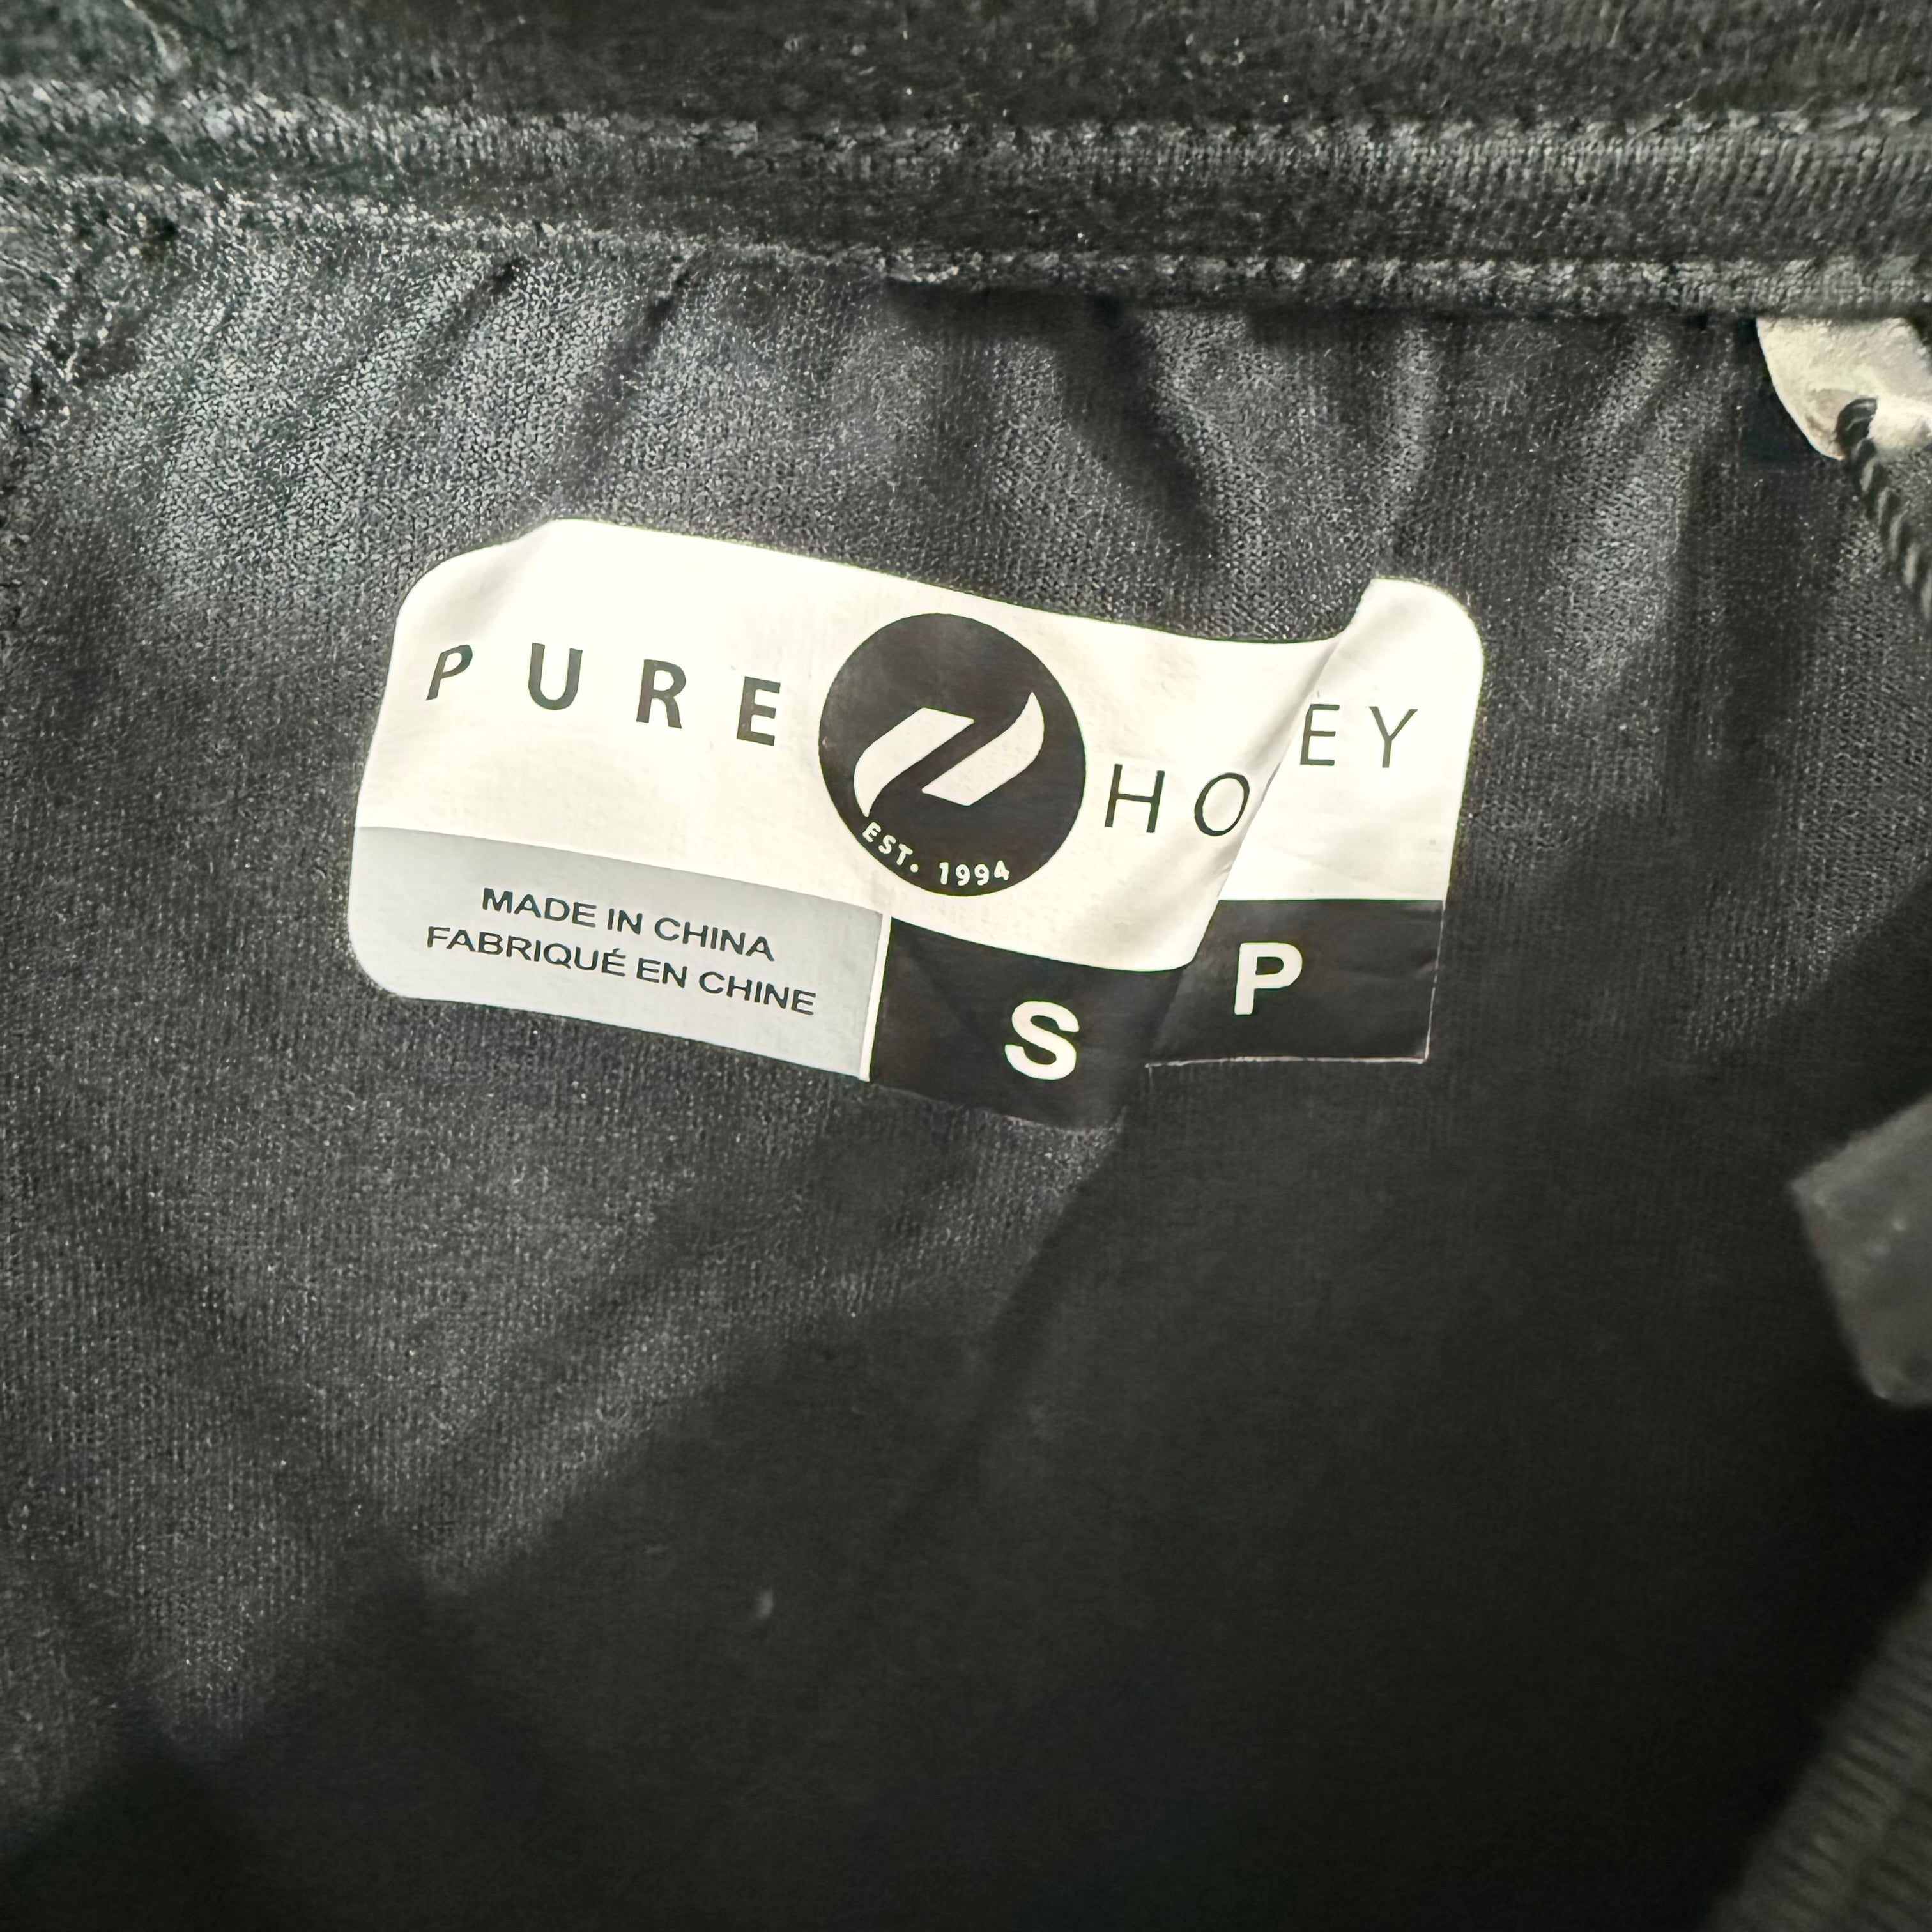 PURE HO EY
EST. 1994
MADE IN CHINA
FABRIQUÉ EN CHINE
S P